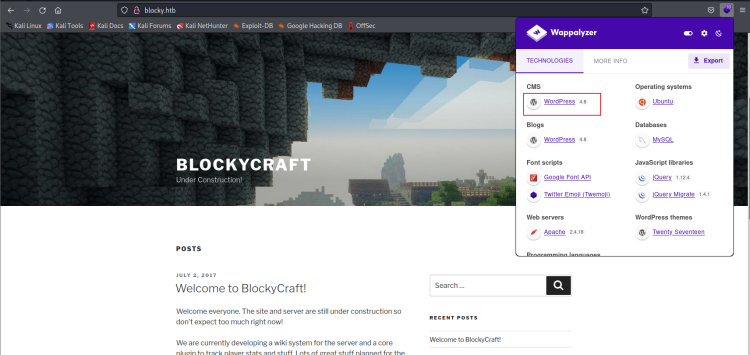 blocky.htb
Kali Linux Kali Tools Kali Docs Kali Forums Kali NetHunter Exploit-DB Google Hacking DB OffSec
Wappalyzer
TECHNOLOGIES MORE INFO Export
CMS Operating systems
WordPress 4.8 Ubuntu
Blogs Databases
WordPress 4.8 MySQL
Font scripts JavaScript libraries
Google Font API jQuery 1.12.4
Twitter Emoji (Twemoji) jQuery Migrate 1.4.1
Web servers WordPress themes
Apache 2.4.18 Twenty Seventeen
Programming languages
BLOCKYCRAFT
Under Construction!
POSTS
JULY 2, 2017
Welcome to BlockyCraft!
Welcome everyone. The site and server are still under construction so
don't expect too much right now!
We are currently developing a wiki system for the server and a core
plugin to track player stats and stuff. Lots of great stuff planned for the
Search ...
RECENT POSTS
Welcome to BlockyCraft!